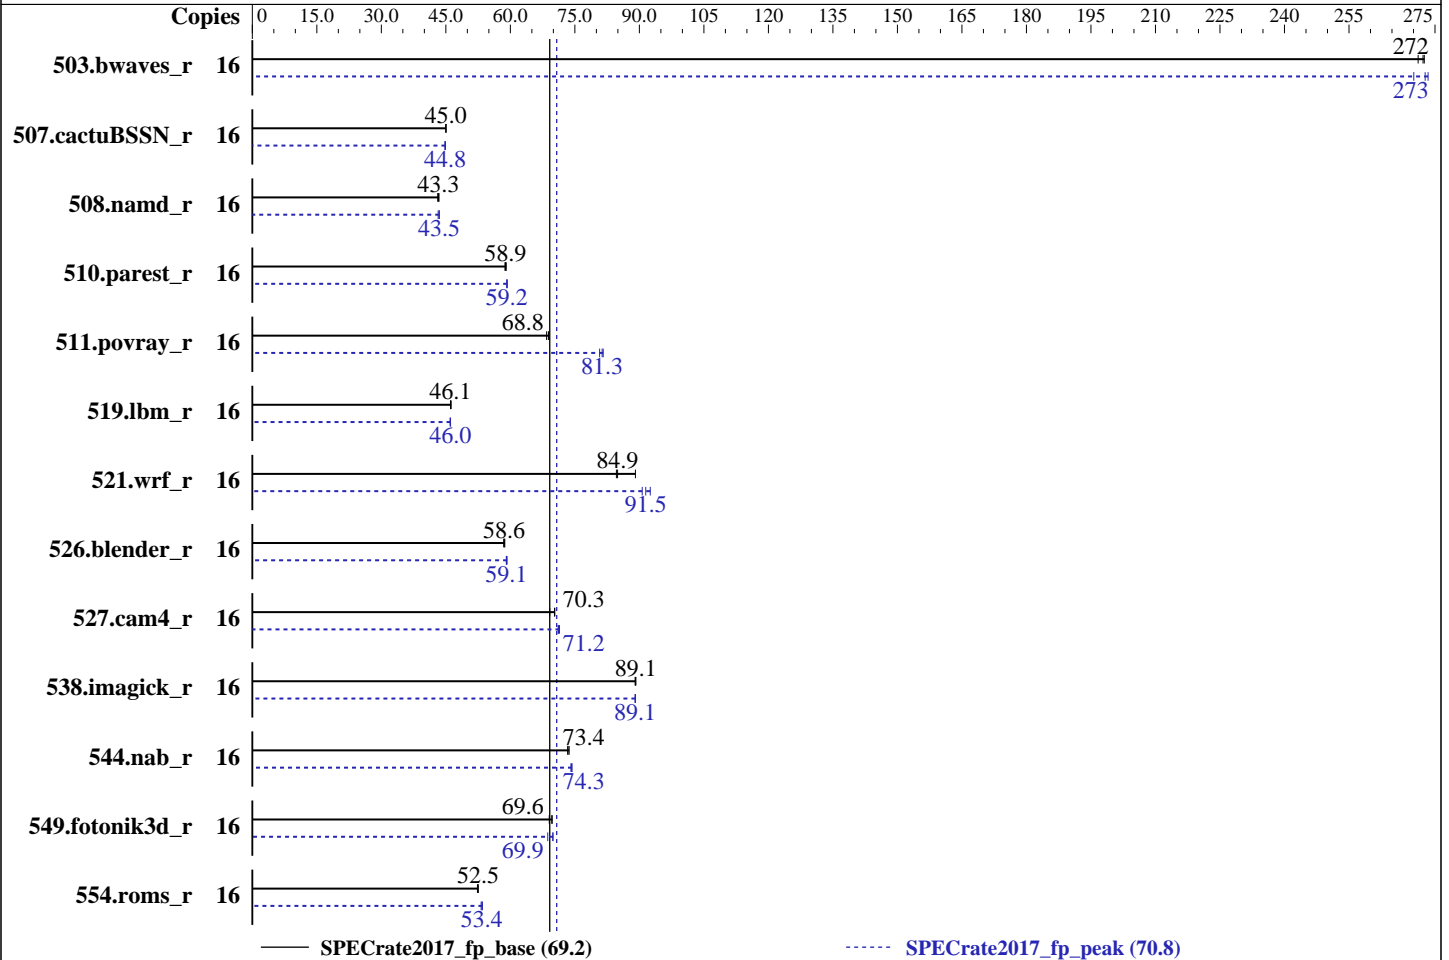 Copies 0 15.0 30.0 45.0 60.0 75.0 90.0 105 120 135 150 165 180 195 210 225 240 255 275
503.bwaves_r 16 272
273
507.cactuBSSN_r 16 45.0
44.8
508.namd_r 16 43.3
43.5
510.parest_r 16 58.9
59.2
511.povray_r 16 68.8
81.3
519.lbm_r 16 46.1
46.0
521.wrf_r 16 84.9
91.5
526.blender_r 16 58.6
59.1
527.cam4_r 16 70.3
71.2
538.imagick_r 16 89.1
89.1
544.nab_r 16 73.4
74.3
549.fotonik3d_r 16 69.6
69.9
554.roms_r 16 52.5
53.4
SPECrate2017_fp_base (69.2) SPECrate2017_fp_peak (70.8)